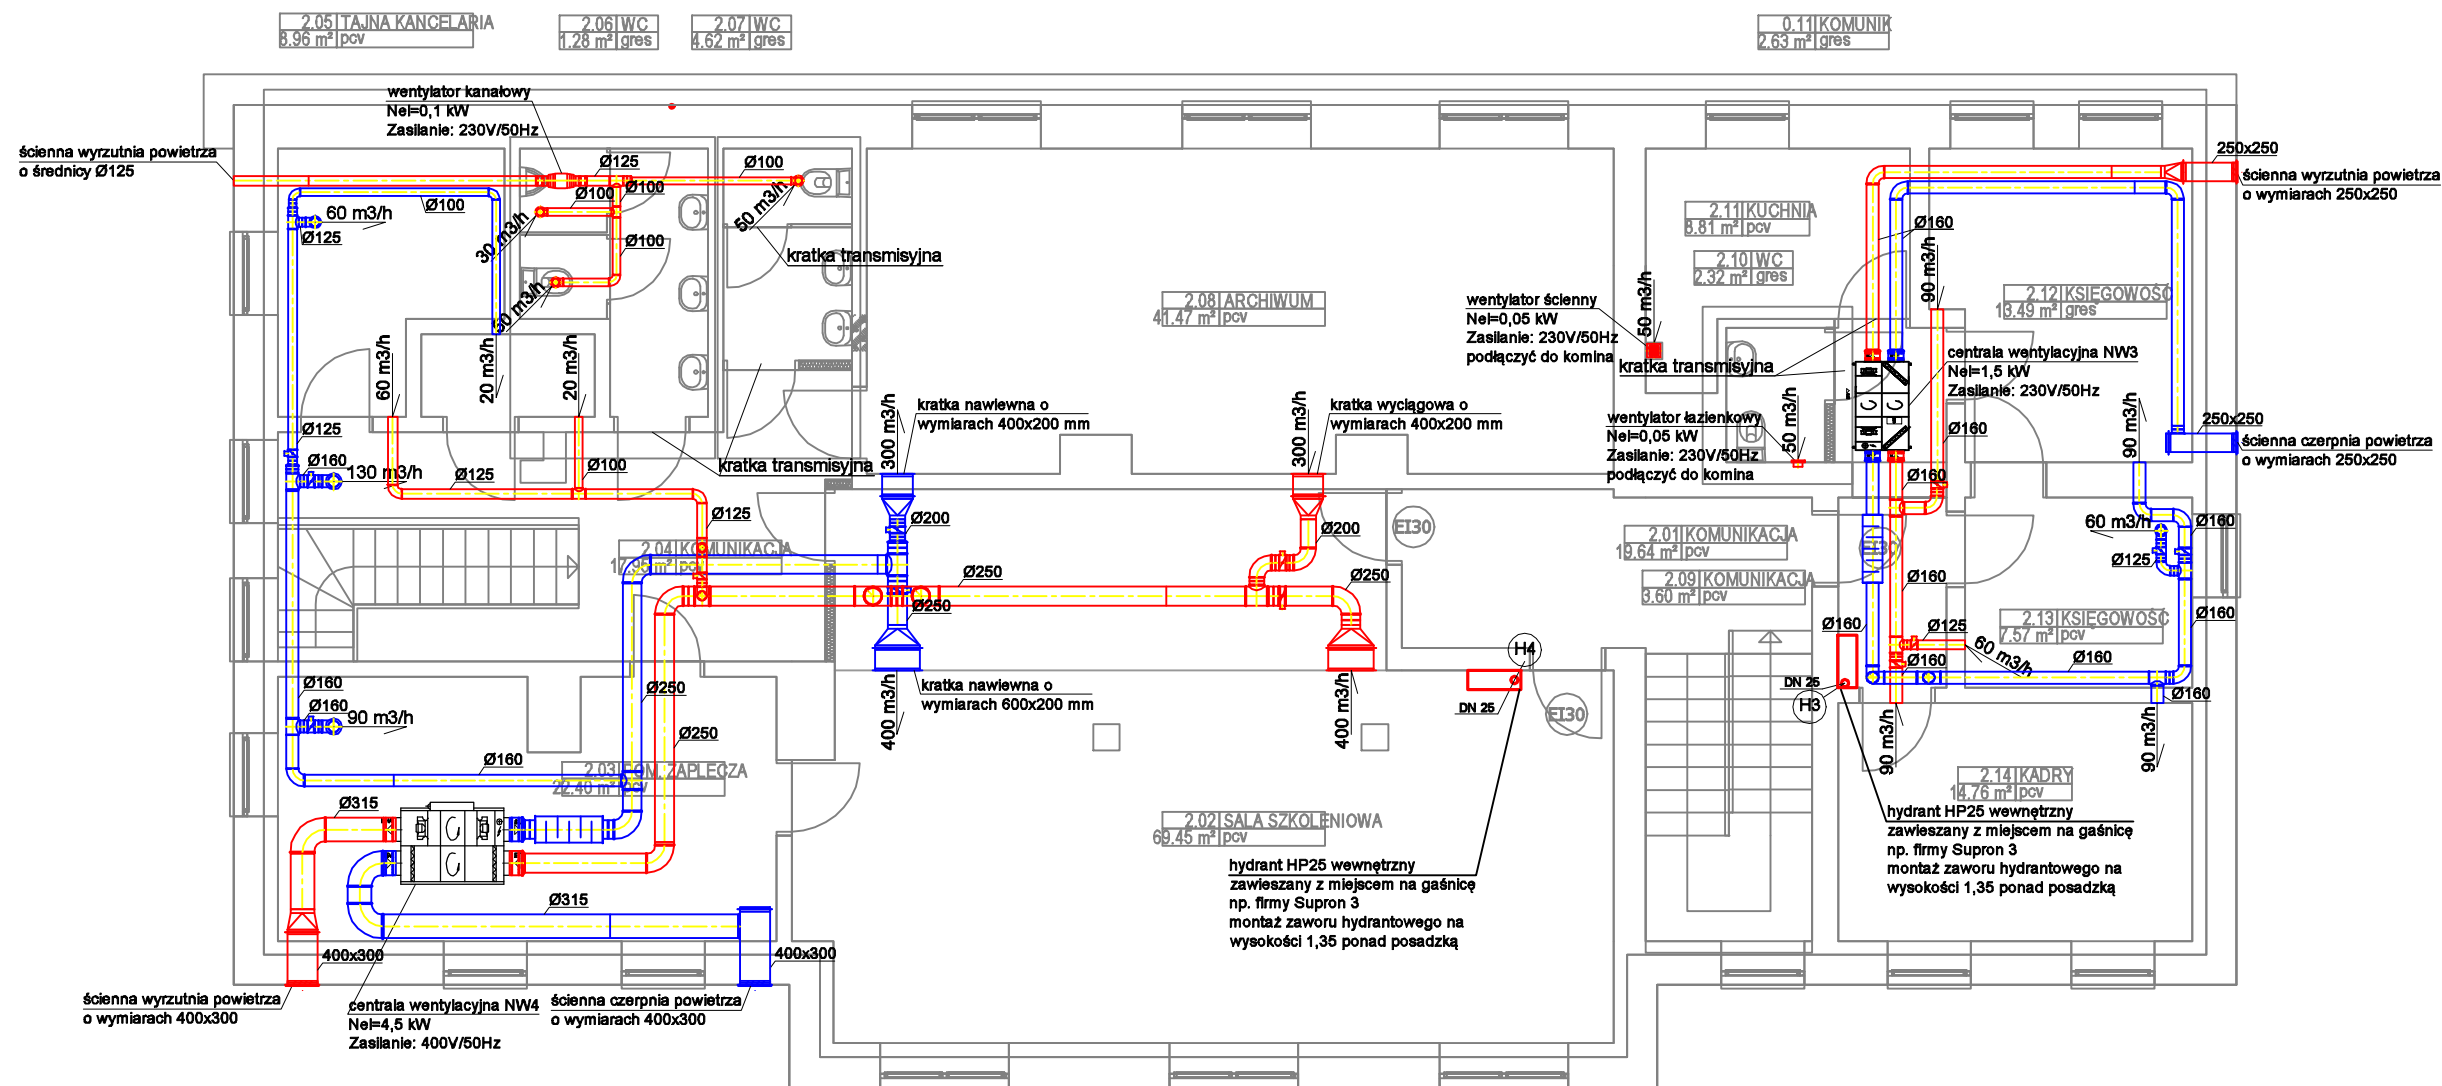 2.05 TAJNA KANCELARIA
8.96 m² pcv
2.06 WC
1.28 m² gres
2.07 WC
4.62 m² gres
0.11 KOMUNIK
2.63 m² gres
wentylator kanałowy
Nel=0,1 kW
Zasilanie: 230V/50Hz
ścienna wyrzutnia powietrza
o średnicy Ø125
Ø125
Ø100
Ø100
Ø100
Ø100
Ø100
50 m3/h
30 m3/h
60 m3/h
Ø125
kratka transmisyjna
250x250
ścienna wyrzutnia powietrza
o wymiarach 250x250
2.11 KUCHNIA
8.81 m² pcv
2.10 WC
2.32 m² gres
Ø160
90 m3/h
2.12 KSIĘGOWOŚĆ
13.49 m² gres
2.08 ARCHIWUM
41.47 m² pcv
wentylator ścienny
Nel=0,05 kW
Zasilanie: 230V/50Hz
podłączyć do komina
50 m3/h
kratka transmisyjna
centrala wentylacyjna NW3
Nel=1,5 kW
Zasilanie: 230V/50Hz
60 m3/h
20 m3/h
20 m3/h
kratka nawiewna o
wymiarach 400x200 mm
300 m3/h
kratka wyciągowa o
wymiarach 400x200 mm
300 m3/h
wentylator łazienkowy
Nel=0,05 kW
Zasilanie: 230V/50Hz
podłączyć do komina
50 m3/h
90 m3/h
Ø160
250x250
ścienna czerpnia powietrza
o wymiarach 250x250
Ø125
Ø160
130 m3/h
Ø125
Ø100
kratka transmisyjna
Ø160
Ø125
Ø200
Ø200
EI30
2.01 KOMUNIKACJA
19.64 m² pcv
EI30
60 m3/h
Ø160
Ø125
2.04 KOMUNIKACJA
m² pcv
Ø250
Ø250
Ø250
2.09 KOMUNIKACJA
3.60 m² pcv
Ø160
2.13 KSIĘGOWOŚĆ
7.57 m² pcv
Ø160
Ø160
Ø125
60 m3/h
H4
Ø160
Ø160
DN 25
H3
Ø160
Ø160
Ø160
90 m3/h
Ø250
Ø250
kratka nawiewna o
wymiarach 600x200 mm
400 m3/h
400 m3/h
DN 25
EI30
90 m3/h
90 m3/h
Ø160
2.03 POM. ZAPLECZA
22.40 m² pcv
2.14 KADRY
14.76 m² pcv
Ø315
2.02 SALA SZKOLENIOWA
69.45 m² pcv
hydrant HP25 wewnętrzny
zawieszany z miejscem na gaśnicę
np. firmy Supron 3
montaż zaworu hydrantowego na
wysokości 1,35 ponad posadzką
hydrant HP25 wewnętrzny
zawieszany z miejscem na gaśnicę
np. firmy Supron 3
montaż zaworu hydrantowego na
wysokości 1,35 ponad posadzką
Ø315
400x300
400x300
ścienna wyrzutnia powietrza
o wymiarach 400x300
centrala wentylacyjna NW4
Nel=4,5 kW
Zasilanie: 400V/50Hz
ścienna czerpnia powietrza
o wymiarach 400x300